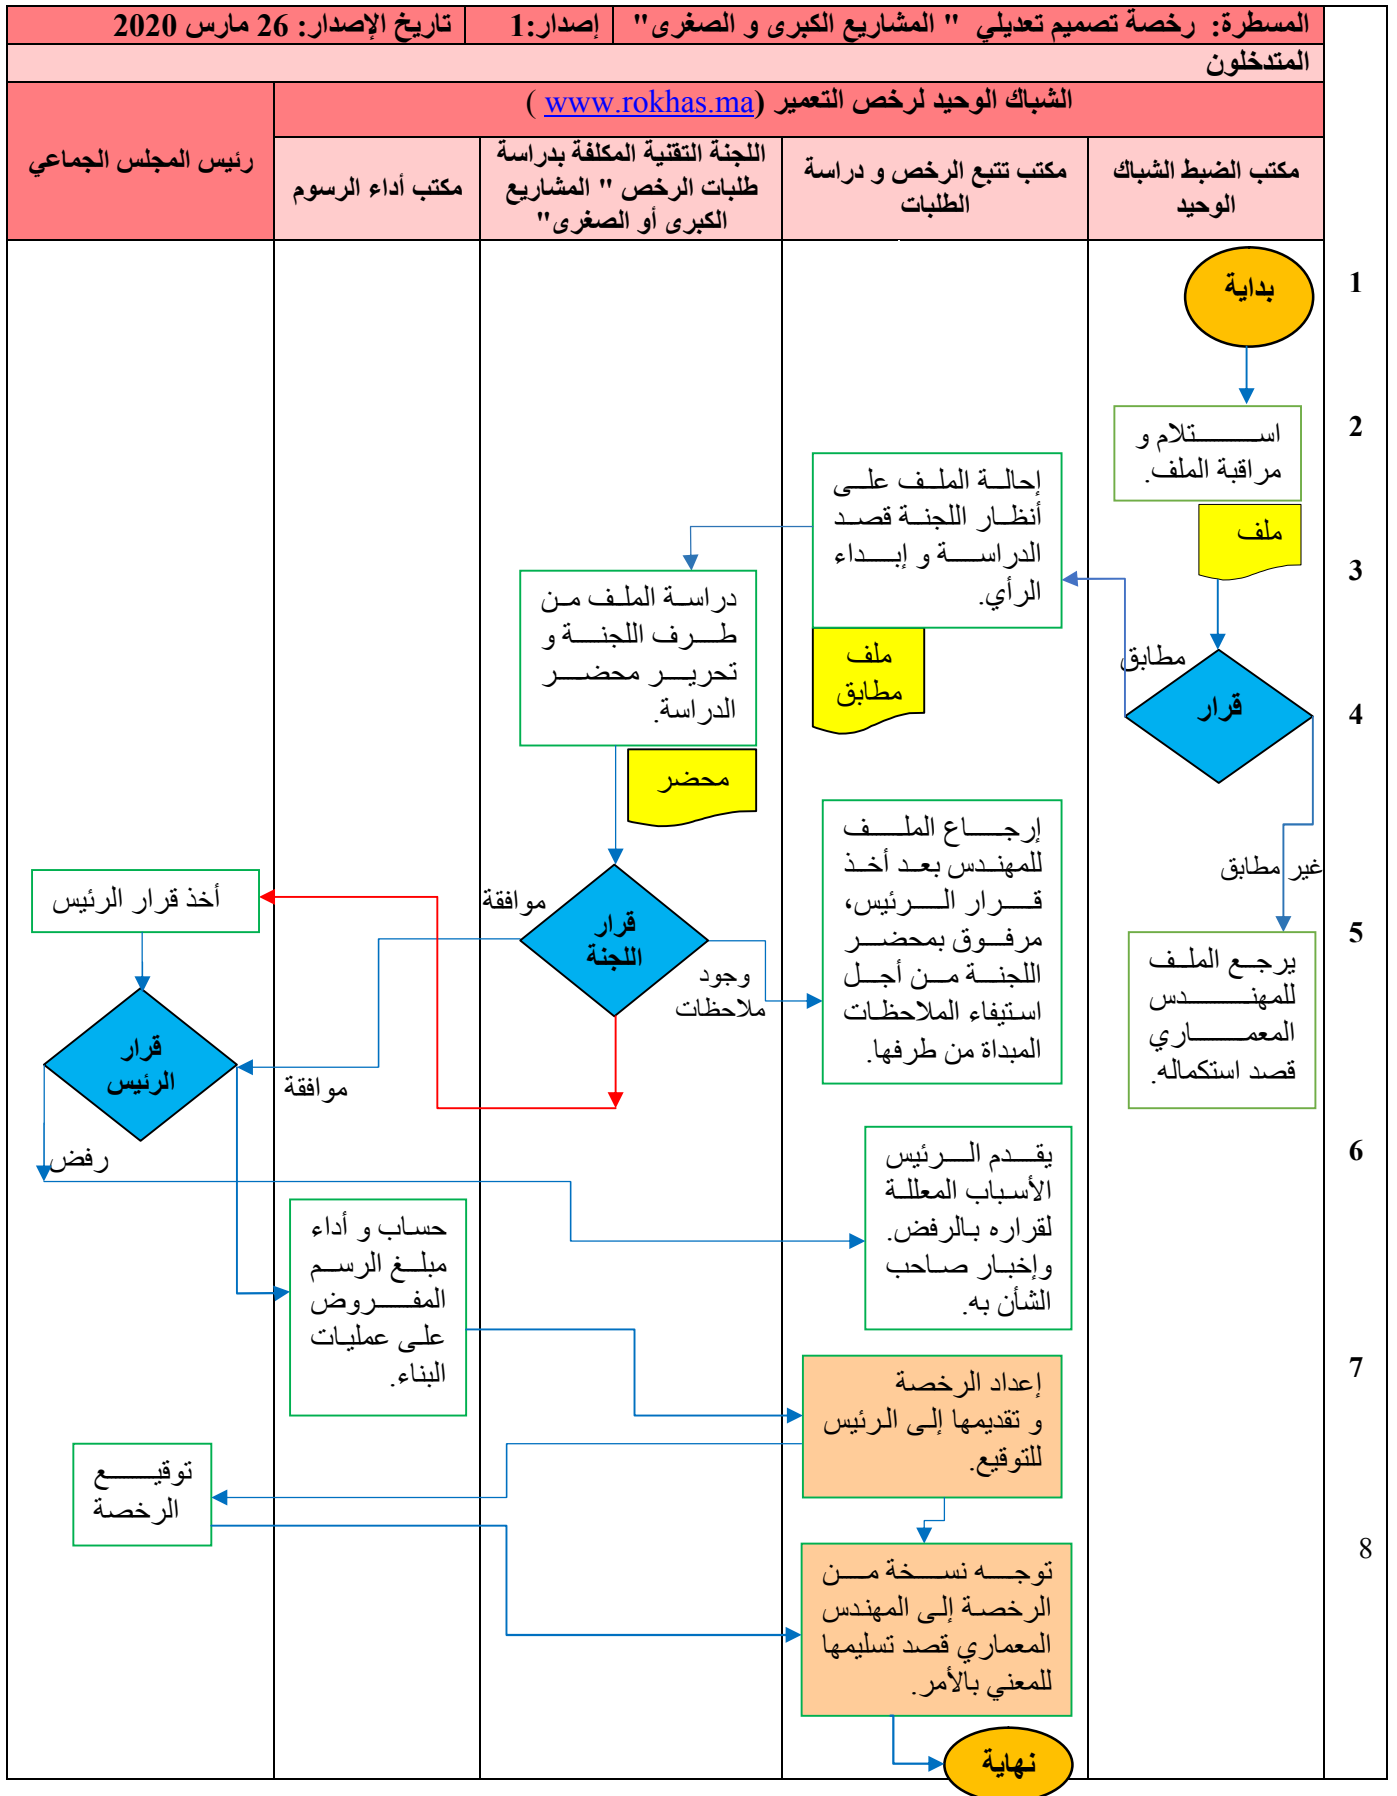 المسطرة: رخصة تصميم تعديلي " المشاريع الكبرى و الصغرى"
إصدار:1
تاريخ الإصدار: 26 مارس 2020
المتدخلون
الشباك الوحيد لرخص التعمير (www.rokhas.ma )
رئيس المجلس الجماعي
مكتب الضبط الشباك
الوحيد
مكتب تتبع الرخص و دراسة
الطلبات
اللجنة التقنية المكلفة بدراسة
طلبات الرخص " المشاريع
الكبرى أو الصغرى"
مكتب أداء الرسوم
1
بداية
2
استلام و
مراقبة الملف.
ملف
3
إحالة الملف على
أنظار اللجنة قصد
الدراسة و إبداء
الرأي.
ملف
مطابق
دراسة الملف من
طرف اللجنة و
تحرير محضر
الدراسة.
محضر
مطابق
4
قرار
غير مطابق
إرجاع الملف
للمهندس بعد أخذ
قرار الرئيس،
مرفوق بمحضر
اللجنة من أجل
استيفاء الملاحظات
المبداة من طرفها.
موافقة
قرار
اللجنة
وجود
ملاحظات
أخذ قرار الرئيس
5
يرجع الملف
للمهندس
المعماري
قصد استكماله.
قرار
الرئيس
موافقة
رفض
6
يقدم الرئيس
الأسباب المعللة
لقراره بالرفض.
وإخبار صاحب
الشأن به.
حساب و أداء
مبلغ الرسم
المفروض
على عمليات
البناء.
7
إعداد الرخصة
و تقديمها إلى الرئيس
للتوقيع.
توقيع
الرخصة
8
توجه نسخة من
الرخصة إلى المهندس
المعماري قصد تسليمها
للمعني بالأمر.
نهاية